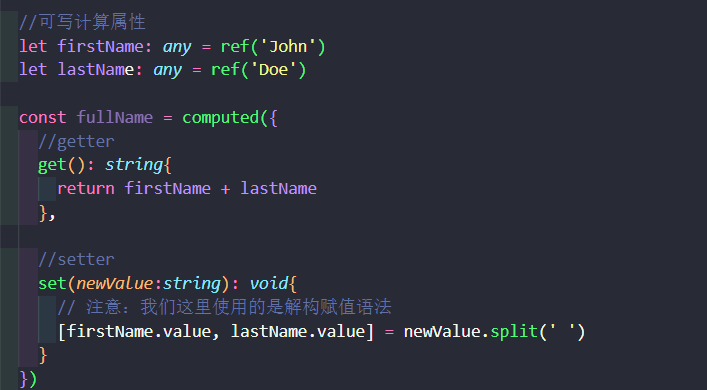 //可写计算属性
let firstName: any = ref('John')
let lastName: any = ref('Doe')
const fullName = computed({
//getter
get(): string{
return firstName + lastName
},
//setter
set(newValue:string): void{
// 注意：我们这里使用的是解构赋值语法
[firstName.value, lastName.value] = newValue.split(' ')
}
})